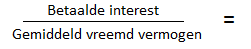 Betaalde interest
Gemiddeld vreemd vermogen =